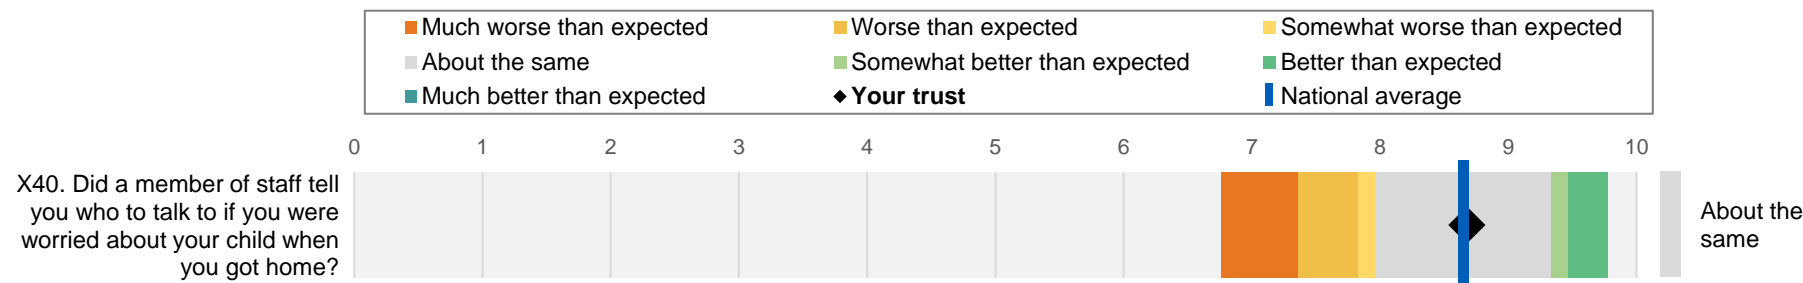 Much worse than expected
Worse than expected
Somewhat worse than expected
About the same
Somewhat better than expected
Better than expected
Much better than expected
Your trust
National average
0 1 2 3 4 5 6 7 8 9 10
X40. Did a member of staff tell
you who to talk to if you were
worried about your child when
you got home?
About the
same